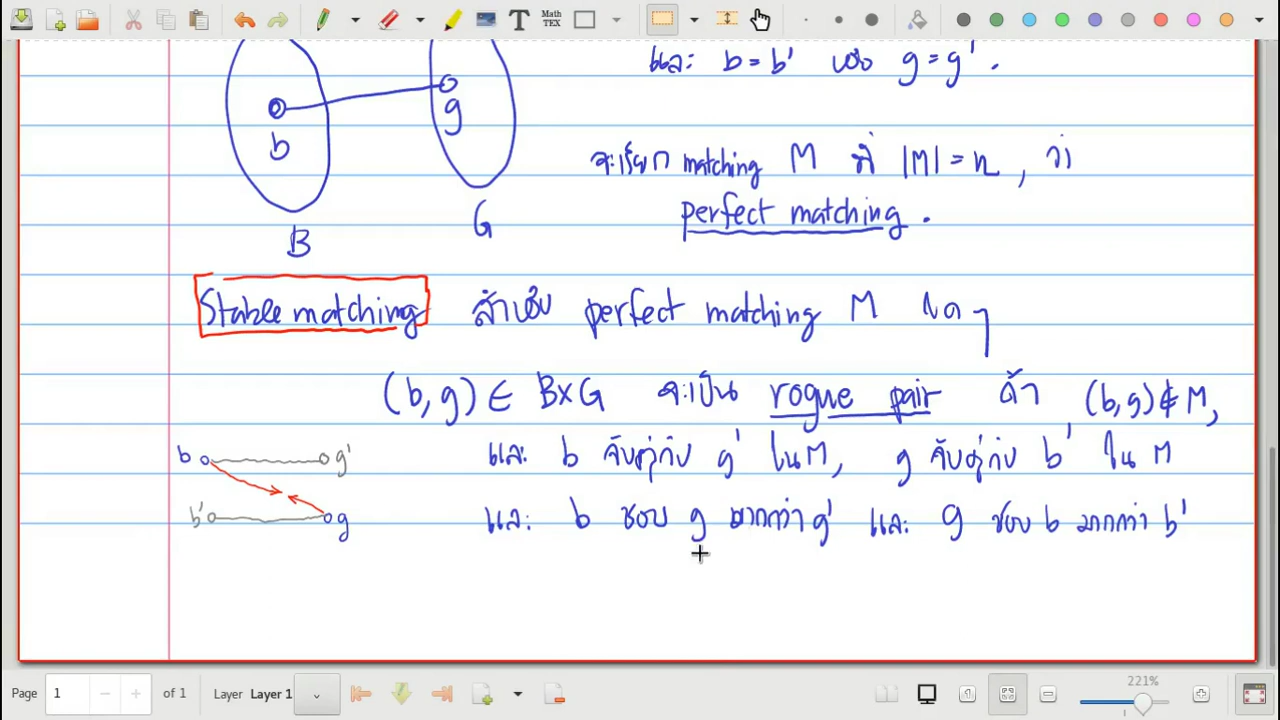 Math
TEX
และ b = b' เมื่อ g = g'.
b
g
จะเรียก matching M ที่ |M| = n, ว่า
perfect matching.
B
G
Stable matching สำหรับ perfect matching M ใด ๆ
(b, g) ∈ B×G จะเป็น rogue pair ถ้า (b, g) ∉ M,
b g' และ b จับคู่กับ g' ใน M, g จับคู่กับ b' ใน M
b' g และ b ชอบ g มากกว่า g' และ g ชอบ b มากกว่า b'
Page 1 of 1 Layer Layer 1 221%